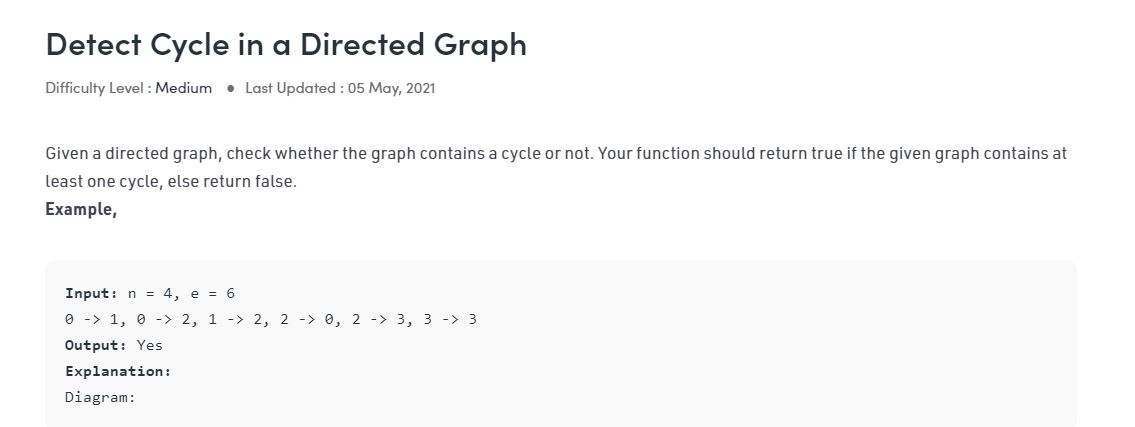 Detect Cycle in a Directed Graph
Difficulty Level : Medium ● Last Updated : 05 May, 2021
Given a directed graph, check whether the graph contains a cycle or not. Your function should return true if the given graph contains at
least one cycle, else return false.
Example,
Input: n = 4, e = 6
0 -> 1, 0 -> 2, 1 -> 2, 2 -> 0, 2 -> 3, 3 -> 3
Output: Yes
Explanation:
Diagram: